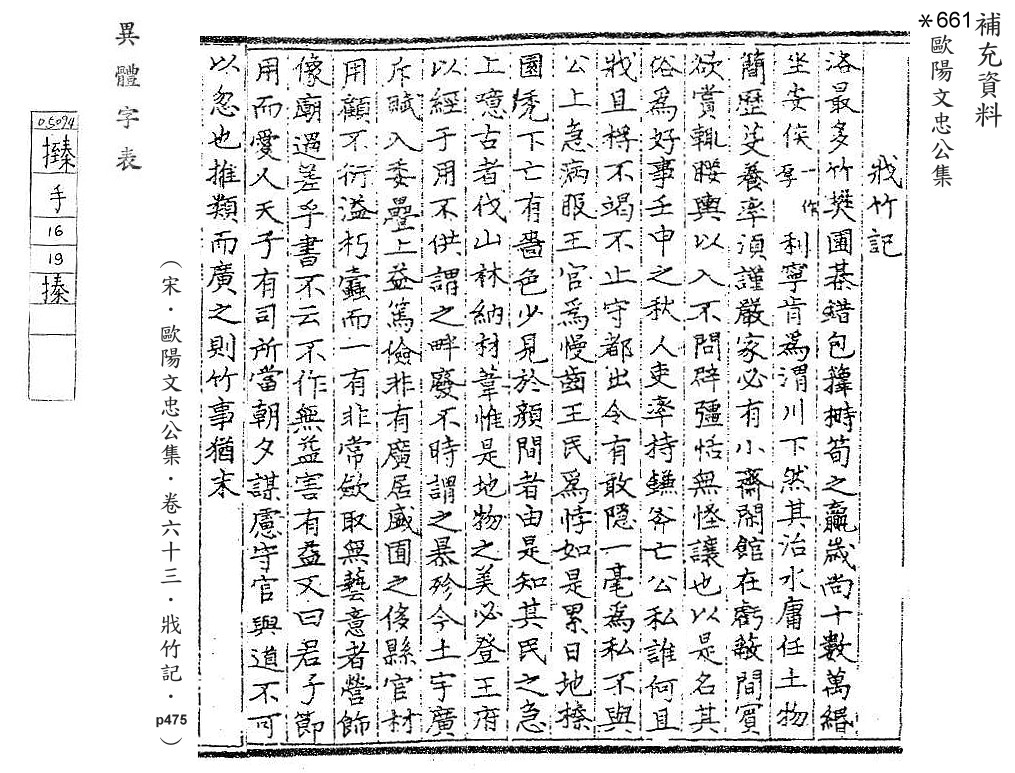 補充資料
*661
歐陽文忠公集
戕竹記
洛最多竹樊圃棊錯包籜榯筍之贏歲尚十數萬緡
坐安侯一作厚利寧肯爲渭川下然其治水庸任土物
簡歷芟養率須謹嚴家必有小齋閑館在虧蔽間賓
欲賞輒腰輿以入不問辟彊恬無怪讓也以是名其
俗爲好事壬申之秋人吏率持鐮斧亡公私誰何且
戕且桴不竭不止守都出令有敢隱一毫爲私不與
公上急病服王官爲慢齒王民爲悖如是累日地榛
園禿下亡有嗇色少見於顏間者由是知其民之急
上噫古者伐山林納材葦惟是地物之美必登王府
以經于用不供謂之畔廢不時謂之暴殄今土宇廣
斥賦入委疊上益篤儉非有廣居盛囿之侈縣官材
用顧不衍溢朽蠹而一有非常斂取無藝意者營飾
像廟過差乎書不云不作無益害有益又曰君子節
用而愛人天子有司所當朝夕謀慮守官與道不可
以忽也推類而廣之則竹事猶末
（宋．歐陽文忠公集．卷六十三．戕竹記．p475）
異體字表
05094
手
16
19
搸